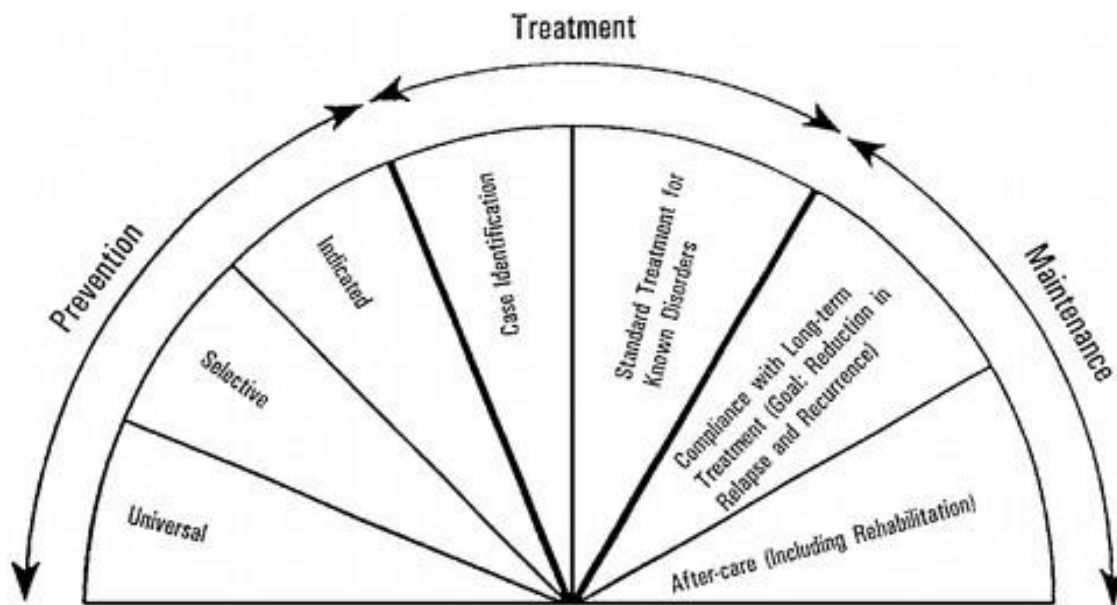 Treatment
Prevention
Maintenance
Universal
Selective
Indicated
Case Identification
Standard Treatment for
Known Disorders
Compliance with Long-term
Treatment (Goal: Reduction in
Relapse and Recurrence)
After-care (Including Rehabilitation)